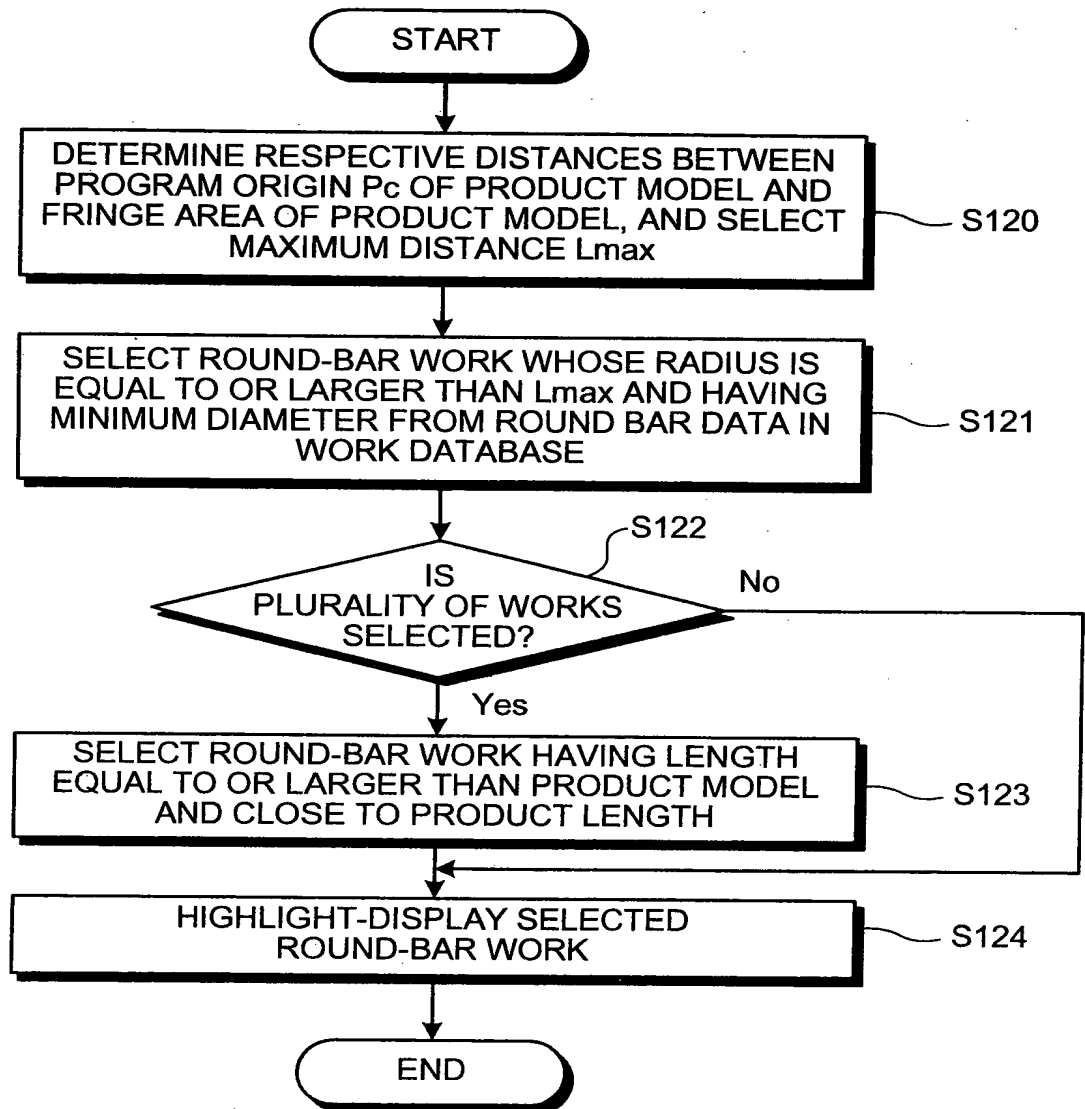 START
DETERMINE RESPECTIVE DISTANCES BETWEEN
PROGRAM ORIGIN Pc OF PRODUCT MODEL AND
FRINGE AREA OF PRODUCT MODEL, AND SELECT
MAXIMUM DISTANCE Lmax
S120
SELECT ROUND-BAR WORK WHOSE RADIUS IS
EQUAL TO OR LARGER THAN Lmax AND HAVING
MINIMUM DIAMETER FROM ROUND BAR DATA IN
WORK DATABASE
S121
S122
IS
PLURALITY OF WORKS
SELECTED?
No
Yes
SELECT ROUND-BAR WORK HAVING LENGTH
EQUAL TO OR LARGER THAN PRODUCT MODEL
AND CLOSE TO PRODUCT LENGTH
S123
HIGHLIGHT-DISPLAY SELECTED
ROUND-BAR WORK
S124
END